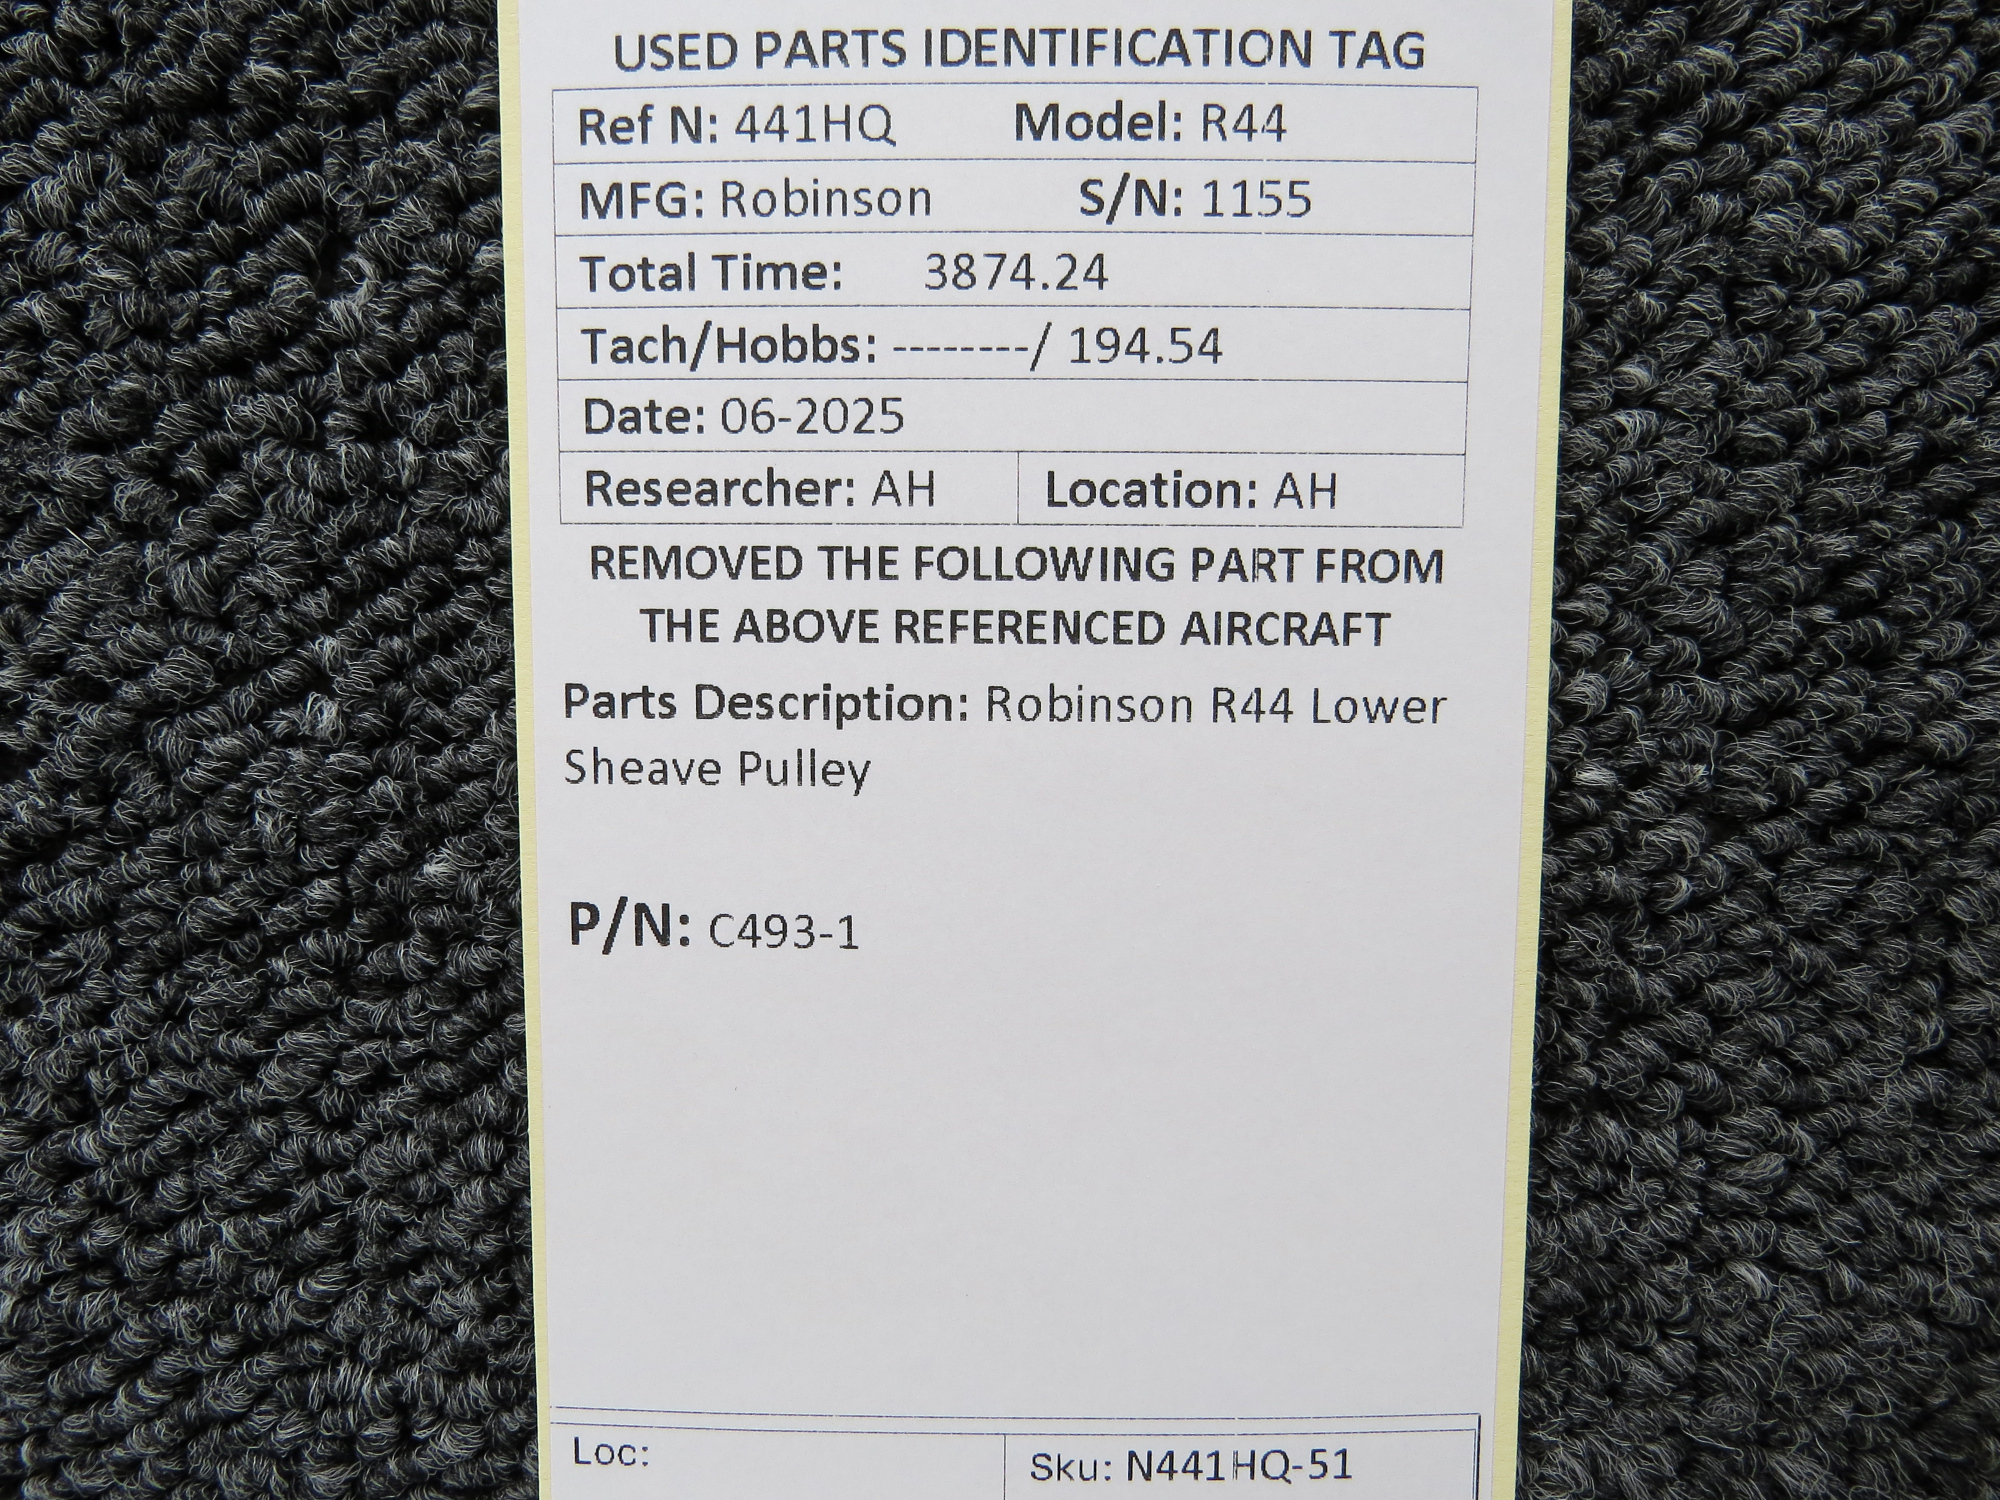 USED PARTS IDENTIFICATION TAG
Ref N: 441HQ Model: R44
MFG: Robinson S/N: 1155
Total Time: 3874.24
Tach/Hobbs: --------/ 194.54
Date: 06-2025
Researcher: AH Location: AH
REMOVED THE FOLLOWING PART FROM
THE ABOVE REFERENCED AIRCRAFT
Parts Description: Robinson R44 Lower
Sheave Pulley
P/N: C493-1
Loc: Sku: N441HQ-51